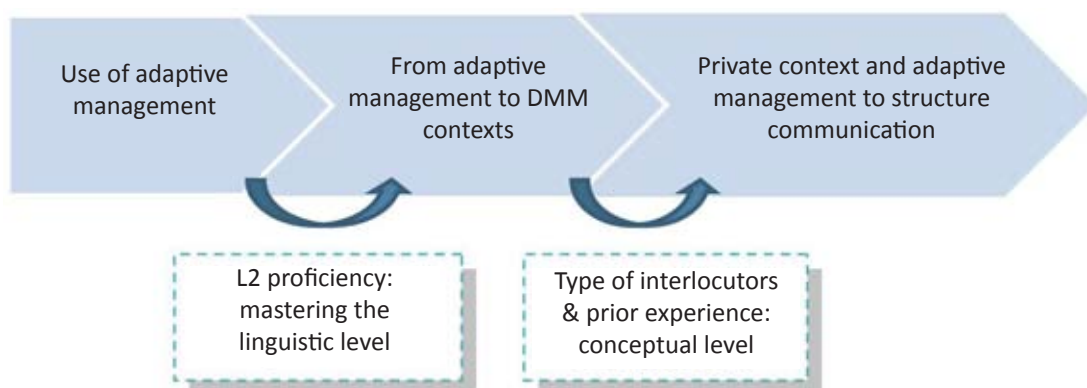 Use of adaptive
management
From adaptive
management to DMM
contexts
Private context and adaptive
management to structure
communication
L2 proficiency:
mastering the
linguistic level
Type of interlocutors
& prior experience:
conceptual level